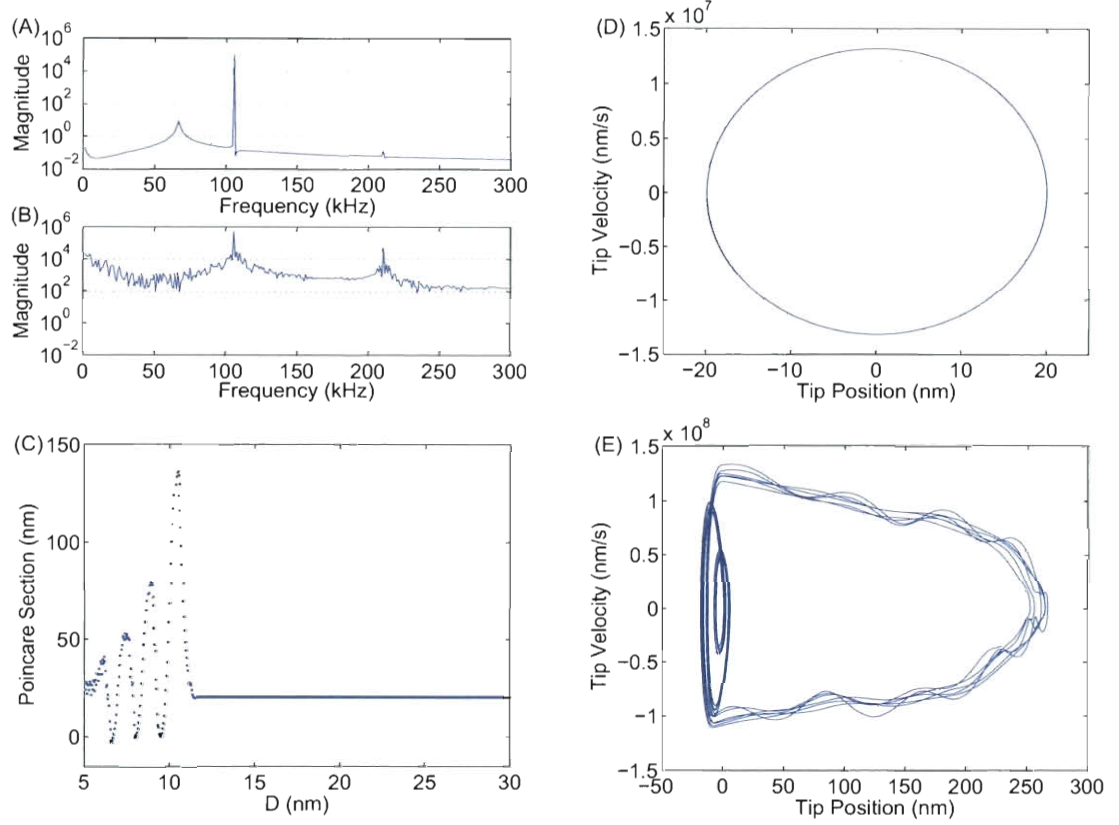 (A)
Magnitude
10^6
10^4
10^2
10^0
10^−2
0 50 100 150 200 250 300
Frequency (kHz)
(B)
Magnitude
10^6
10^4
10^2
10^0
10^−2
0 50 100 150 200 250 300
Frequency (kHz)
(C)
Poincare Section (nm)
150
100
50
0
5 10 15 20 25 30
D (nm)
(D)
x 10^7
Tip Velocity (nm/s)
1.5
1
0.5
0
−0.5
−1
−1.5
−20 −10 0 10 20
Tip Position (nm)
(E)
x 10^8
Tip Velocity (nm/s)
1.5
1
0.5
0
−0.5
−1
−1.5
−50 0 50 100 150 200 250 300
Tip Position (nm)